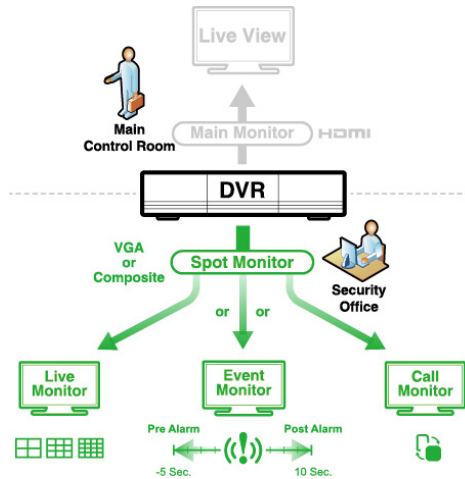 Live View
Main
Control Room
Main Monitor
HDMI
DVR
VGA
or
Composite
Spot Monitor
Security
Office
or
or
Live
Monitor
Event
Monitor
Call
Monitor
Pre Alarm
Post Alarm
-5 Sec.
10 Sec.